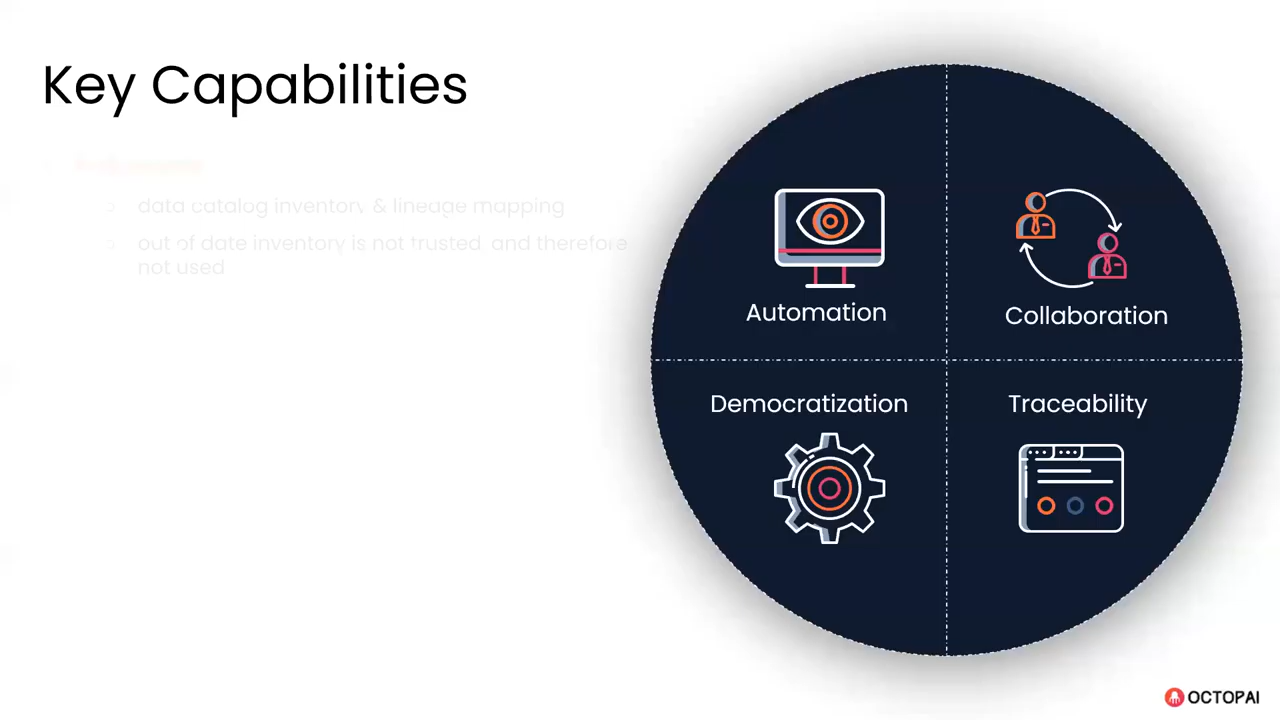 Key Capabilities
data catalog inventory & lineage mapping
out of date inventory is not trusted and therefore
not used
Automation
Collaboration
Democratization
Traceability
OCTOPAI